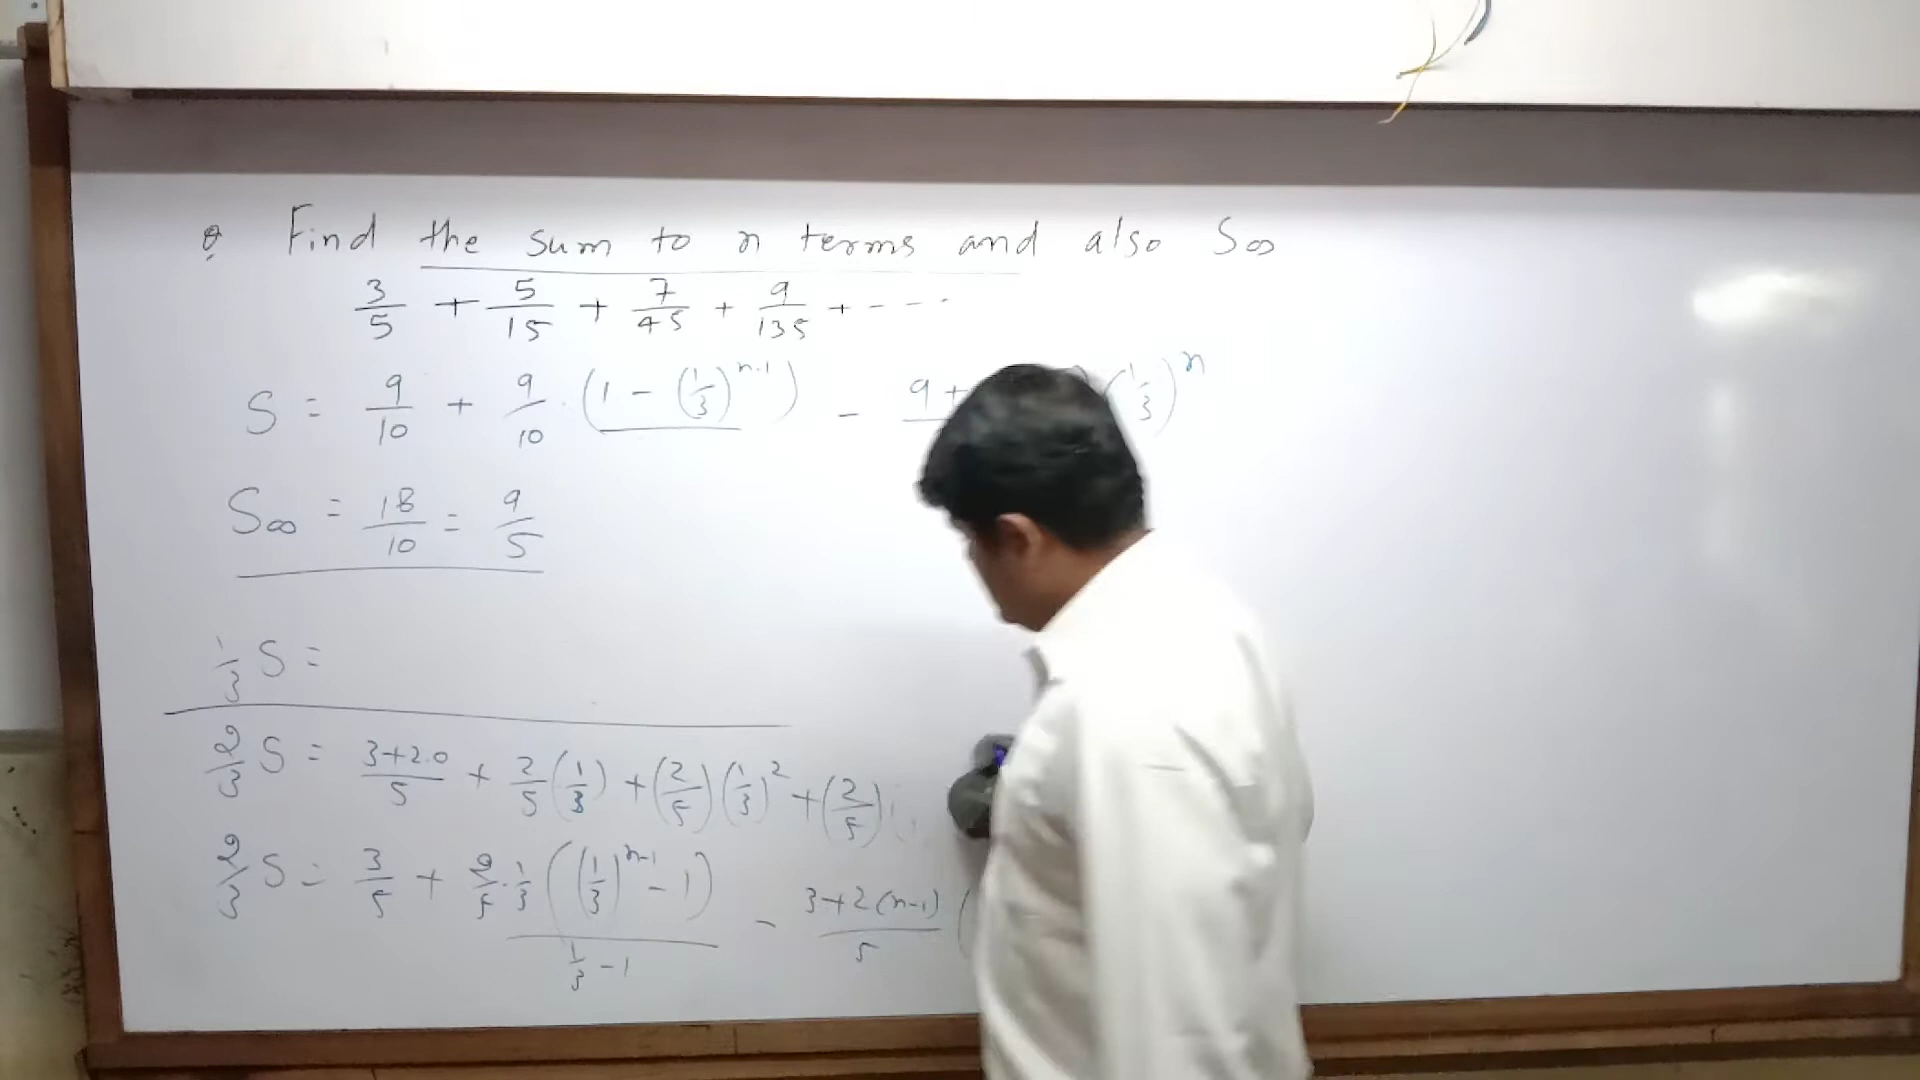 Q. Find the sum to n terms and also S∞
3/5 + 5/15 + 7/45 + 9/135 + - - - -
S = 9/10 + 9/10 . (1 - (1/3)^(n-1)) - 9+ (1/3)^n
S∞ = 18/10 = 9/5
1/3 S =
2/3 S = (3+2.0)/5 + 2/5 (1/3) + (2/5) (1/3)^2 + (2/5)
2/3 S = 3/5 + (2/5 . 1/3 ((1/3)^(n-1) - 1))/(1/3 - 1) - (3+2(n-1))/5 (